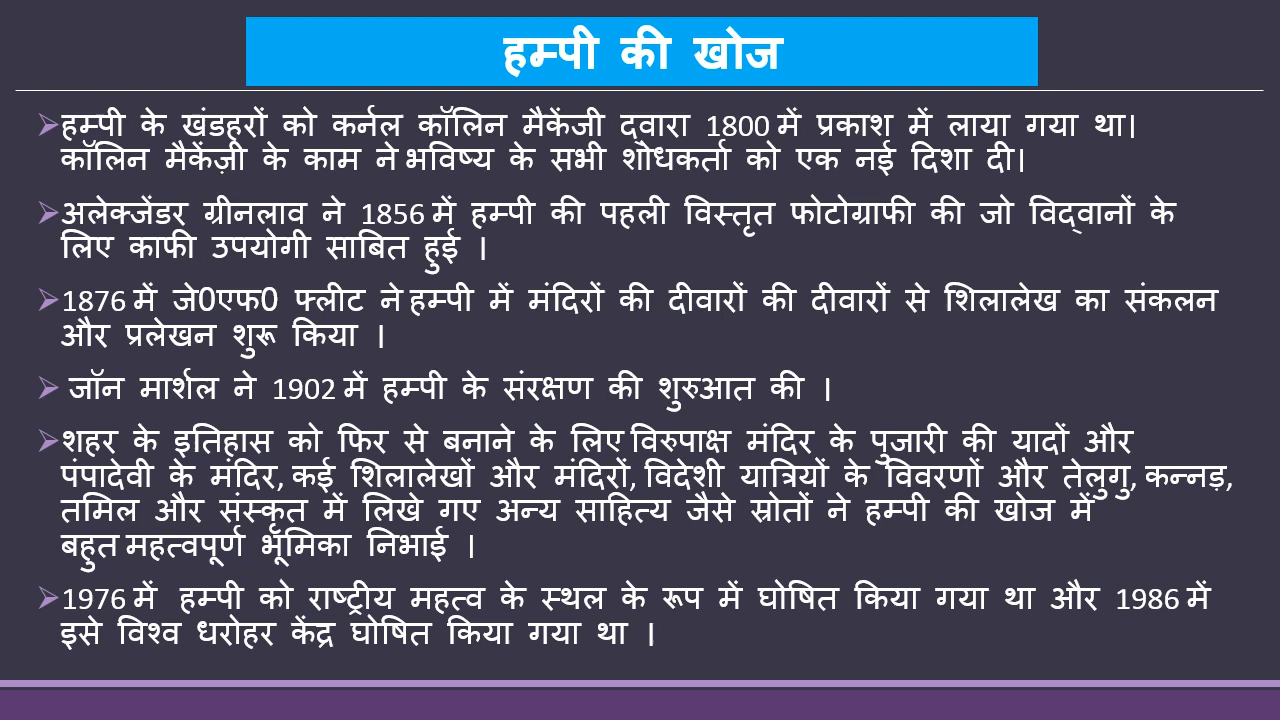 हम्पी की खोज
➢हम्पी के खंडहरों को कर्नल कॉलिन मैकेंजी द्वारा 1800 में प्रकाश में लाया गया था।
कॉलिन मैकेंज़ी के काम ने भविष्य के सभी शोधकर्ता को एक नई दिशा दी।
➢अलेक्जेंडर ग्रीनलाव ने 1856 में हम्पी की पहली विस्तृत फोटोग्राफी की जो विद्वानों के
लिए काफी उपयोगी साबित हुई ।
➢1876 में जे0एफ0 फ्लीट ने हम्पी में मंदिरों की दीवारों की दीवारों से शिलालेख का संकलन
और प्रलेखन शुरू किया ।
➢ जॉन मार्शल ने 1902 में हम्पी के संरक्षण की शुरुआत की ।
➢शहर के इतिहास को फिर से बनाने के लिए विरुपाक्ष मंदिर के पुजारी की यादों और
पंपादेवी के मंदिर, कई शिलालेखों और मंदिरों, विदेशी यात्रियों के विवरणों और तेलुगु, कन्नड़,
तमिल और संस्कृत में लिखे गए अन्य साहित्य जैसे स्रोतों ने हम्पी की खोज में
बहुत महत्वपूर्ण भूमिका निभाई ।
➢1976 में हम्पी को राष्ट्रीय महत्व के स्थल के रूप में घोषित किया गया था और 1986 में
इसे विश्व धरोहर केंद्र घोषित किया गया था ।